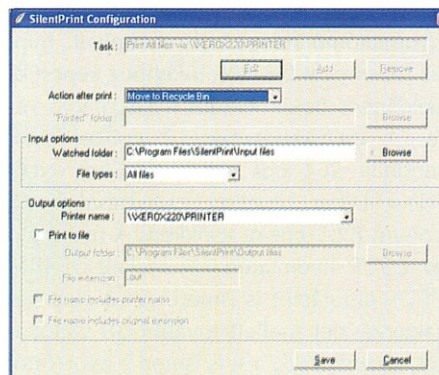 SilentPrint Configuration
Task : Print All files via \\XEROX220\PRINTER
Edit Add Remove
Action after print : Move to Recycle Bin
"Printed" folder : Browse
Input options
Watched folder : C:\Program Files\SilentPrint\Input files Browse
File types : All files
Output options
Printer name : \\XEROX220\PRINTER
Print to file
Output folder : C:\Program Files\SilentPrint\Output files Browse
File extension : .out
File name includes printer name
File name includes original extension
Save Cancel